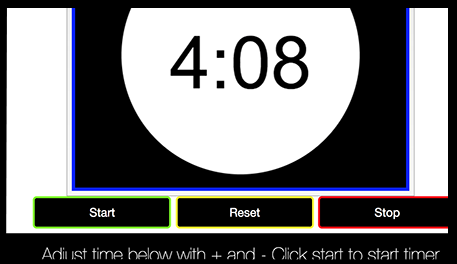 4:08
Start Reset Stop
Adjust time below with + and - Click start to start timer